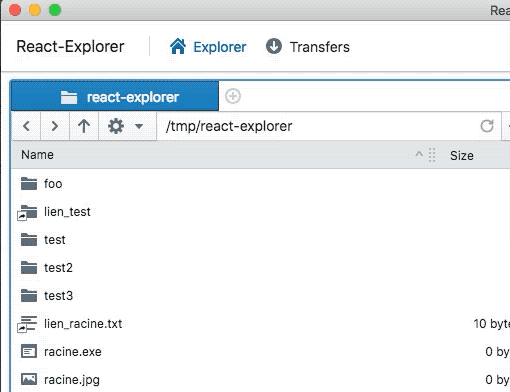 Rea
React-Explorer Explorer Transfers
react-explorer
/tmp/react-explorer
Name Size
foo
lien_test
test
test2
test3
lien_racine.txt 10 byt
racine.exe 0 by
racine.jpg 0 by